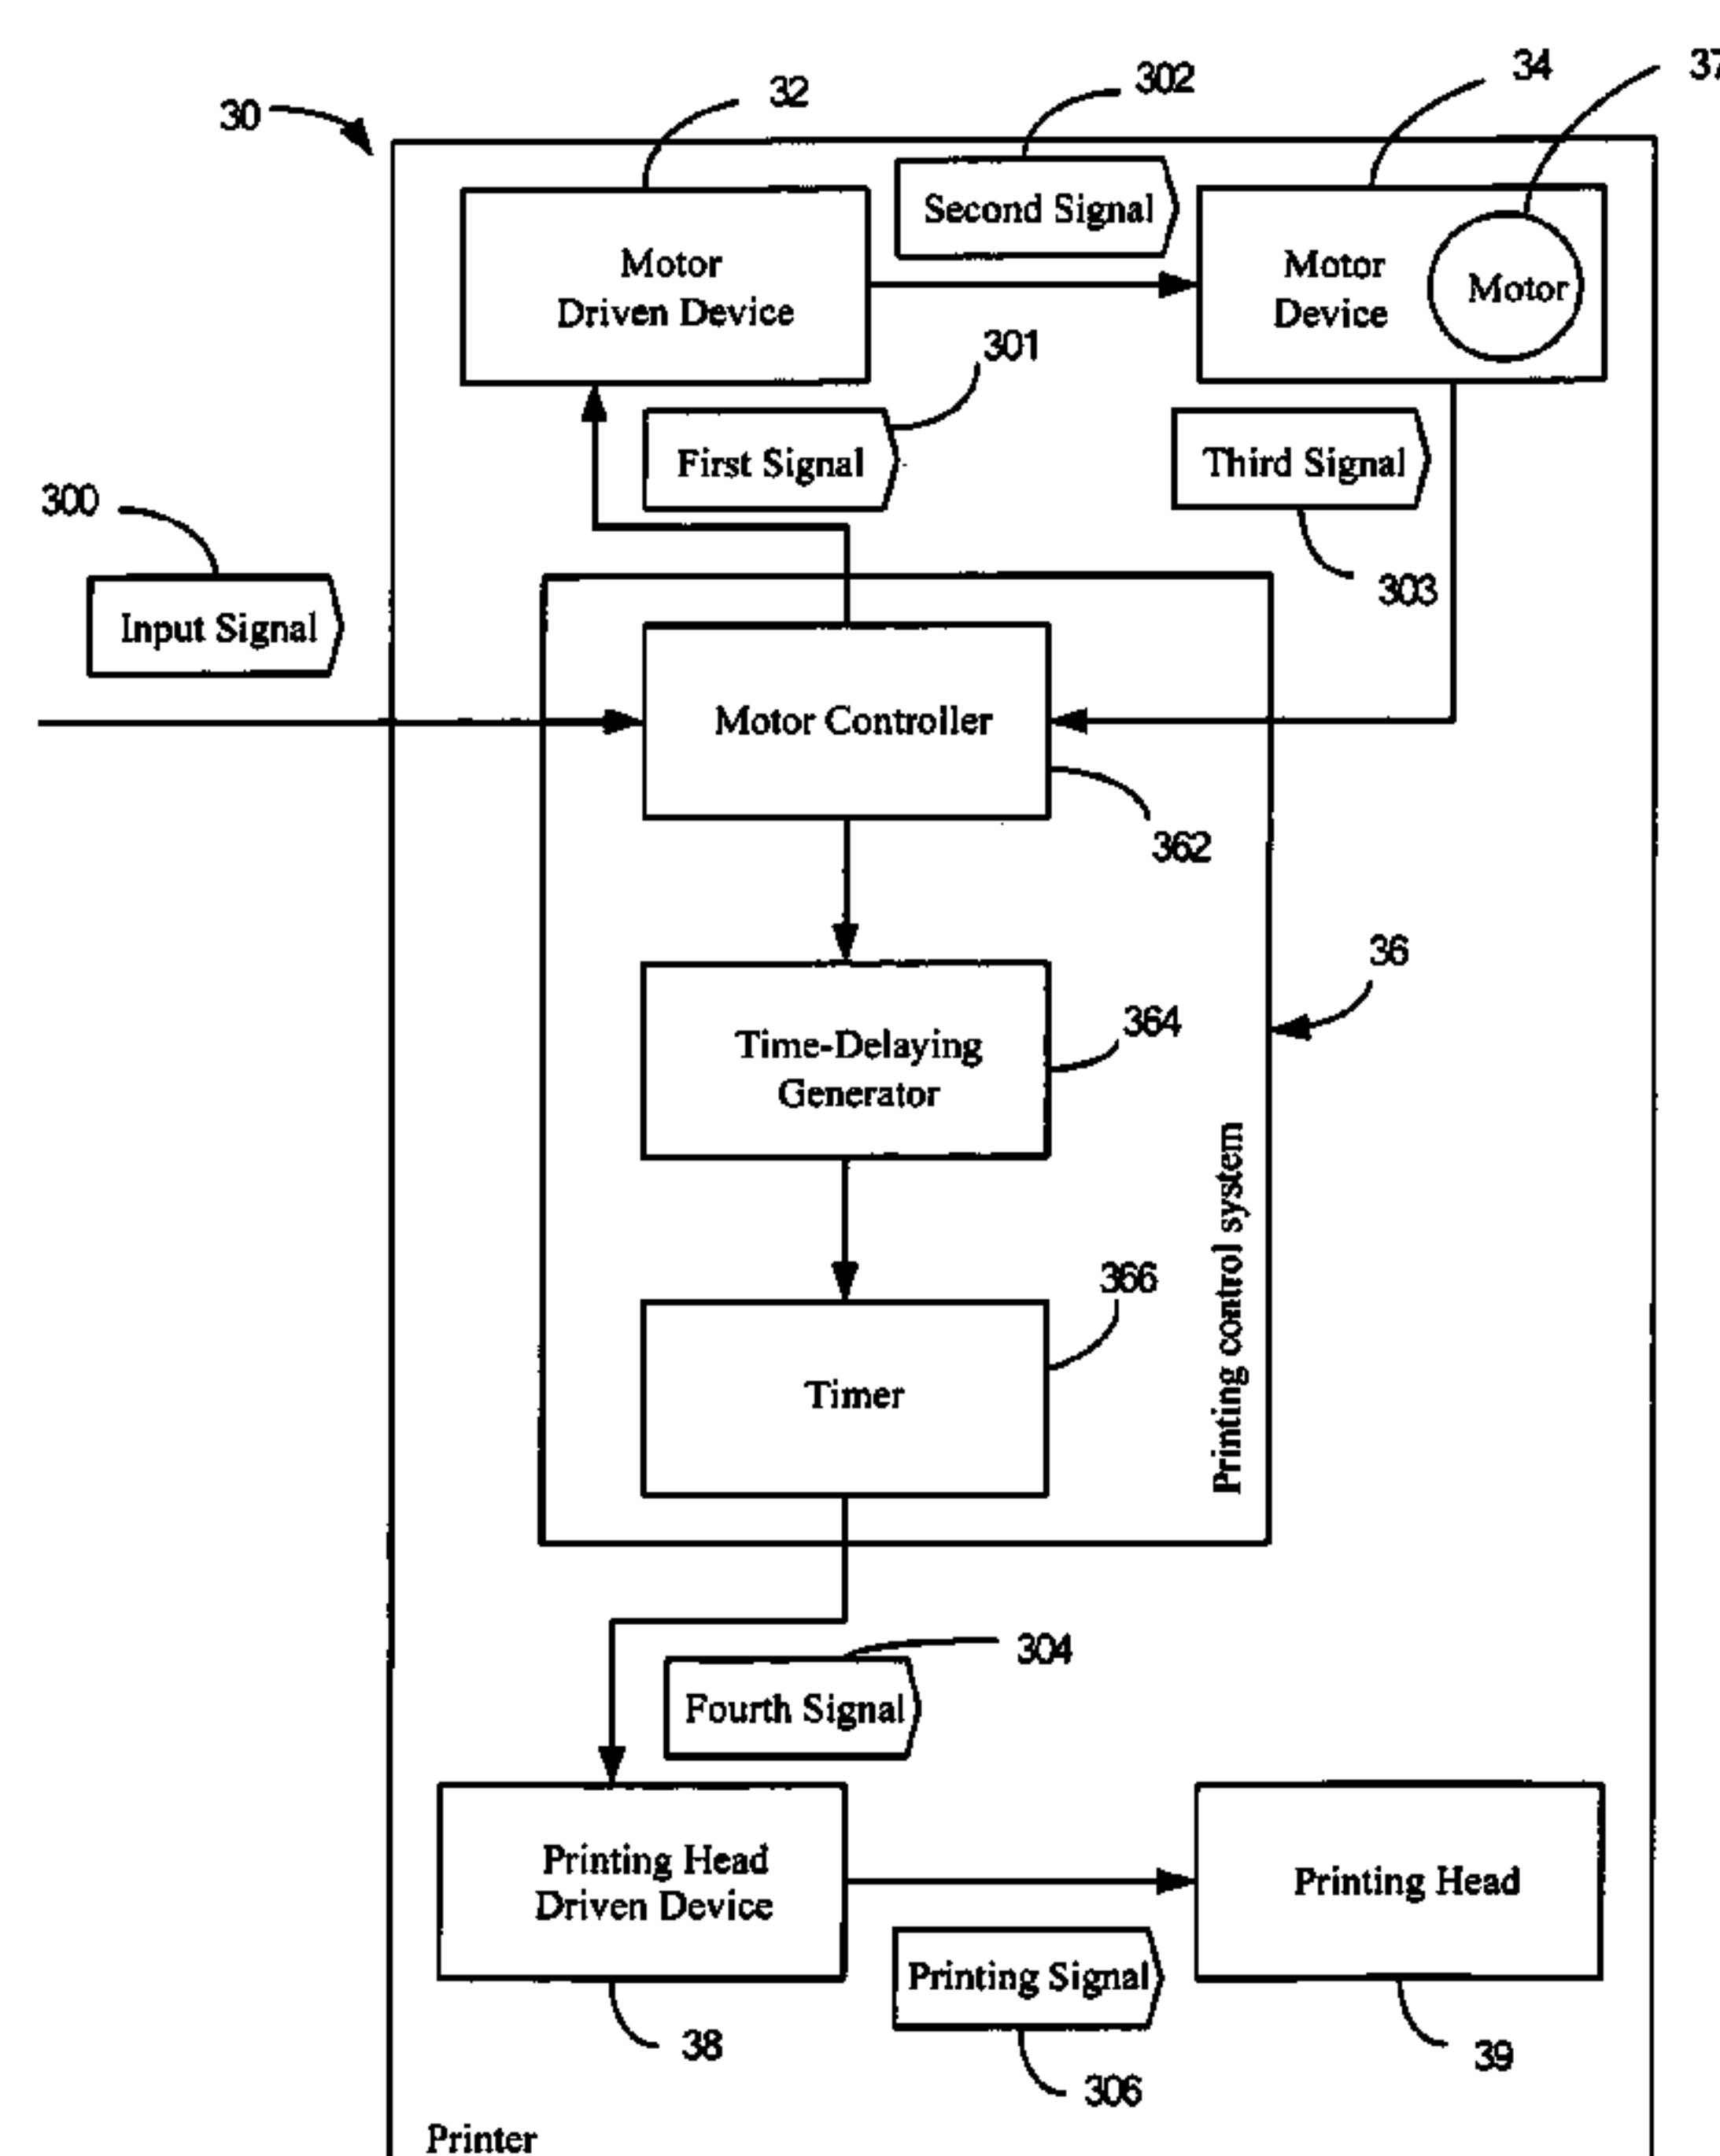 30
32
302
34
37
Second Signal
Motor
Driven Device
Motor
Device
Motor
301
First Signal
Third Signal
303
300
Input Signal
Motor Controller
362
36
Time-Delaying
Generator
364
Printing control system
366
Timer
304
Fourth Signal
Printing Head
Driven Device
Printing Head
Printing Signal
38
39
306
Printer